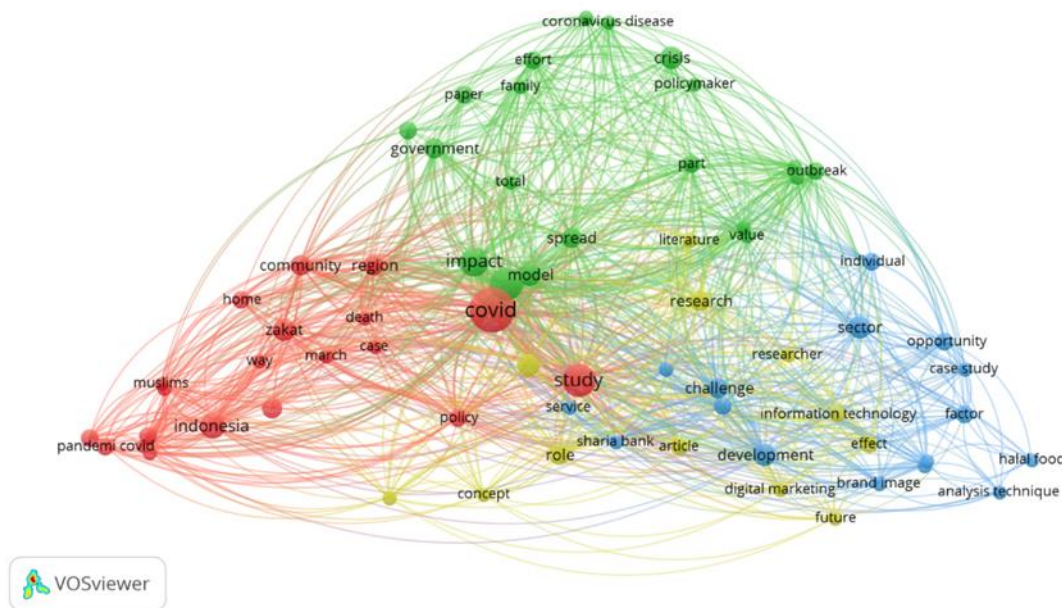 coronavirus disease
effort
crisis
family
policymaker
paper
government
part
outbreak
total
value
spread
literature
community
region
impact
model
individual
home
covid
research
death
zakat
sector
case
opportunity
way
march
researcher
case study
muslims
study
challenge
service
policy
information technology
factor
indonesia
pandemi covid
sharia bank
article
effect
role
development
halal food
brand image
concept
digital marketing
analysis technique
future
VOSviewer